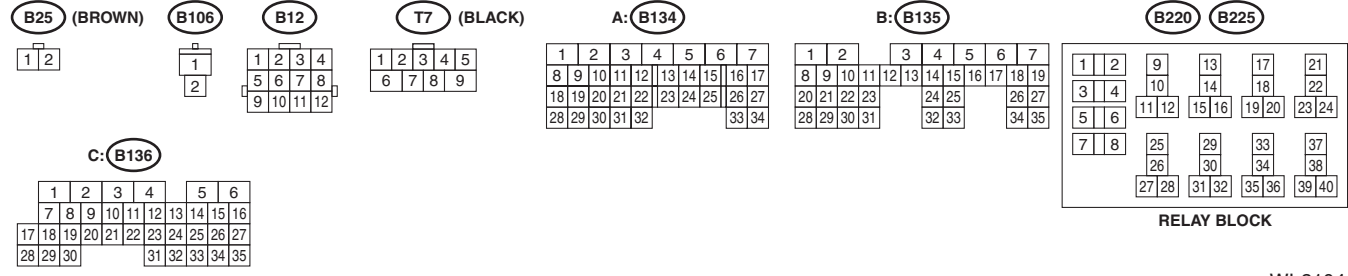 B25 (BROWN) B106 B12 T7 (BLACK) A: B134 B: B135 B220 B225
1 2
1
2
1 2 3 4
5 6 7 8
9 10 11 12
1 2 3 4 5
6 7 8 9
1 2 3 4 5 6 7
8 9 10 11 12 13 14 15 16 17
18 19 20 21 22 23 24 25 26 27
28 29 30 31 32 33 34
1 2 3 4 5 6 7
8 9 10 11 12 13 14 15 16 17 18 19
20 21 22 23 24 25 26 27
28 29 30 31 32 33 34 35
1 2 9 13 17 21
3 4 10 14 18 22
11 12 15 16 19 20 23 24
5 6
7 8 25 29 33 37
26 30 34 38
27 28 31 32 35 36 39 40
RELAY BLOCK
C: B136
1 2 3 4 5 6
7 8 9 10 11 12 13 14 15 16
17 18 19 20 21 22 23 24 25 26 27
28 29 30 31 32 33 34 35